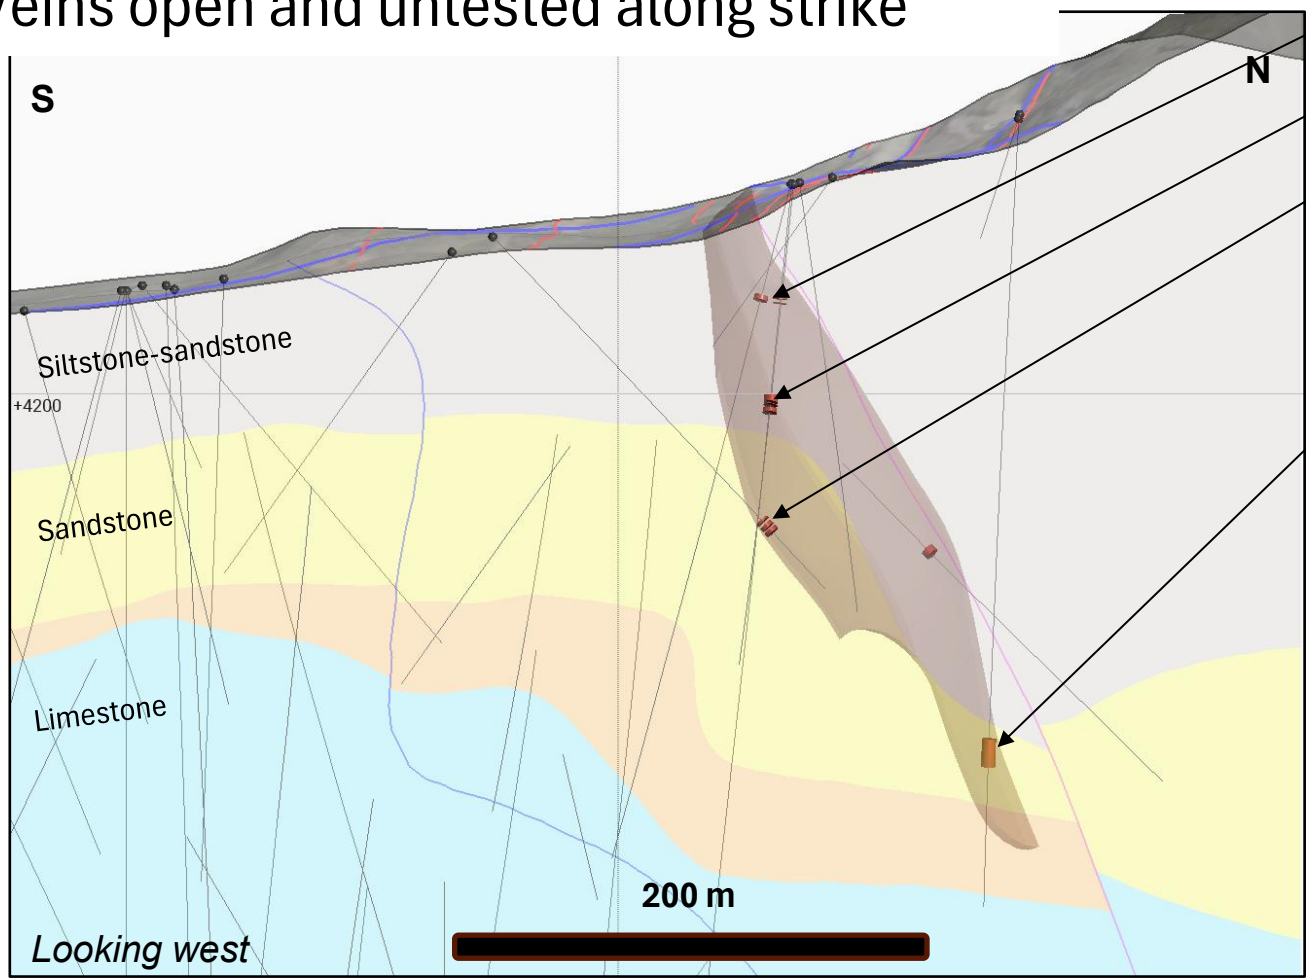 veins open and untested along strike
S
N
Siltstone-sandstone
+4200
Sandstone
Limestone
200 m
Looking west